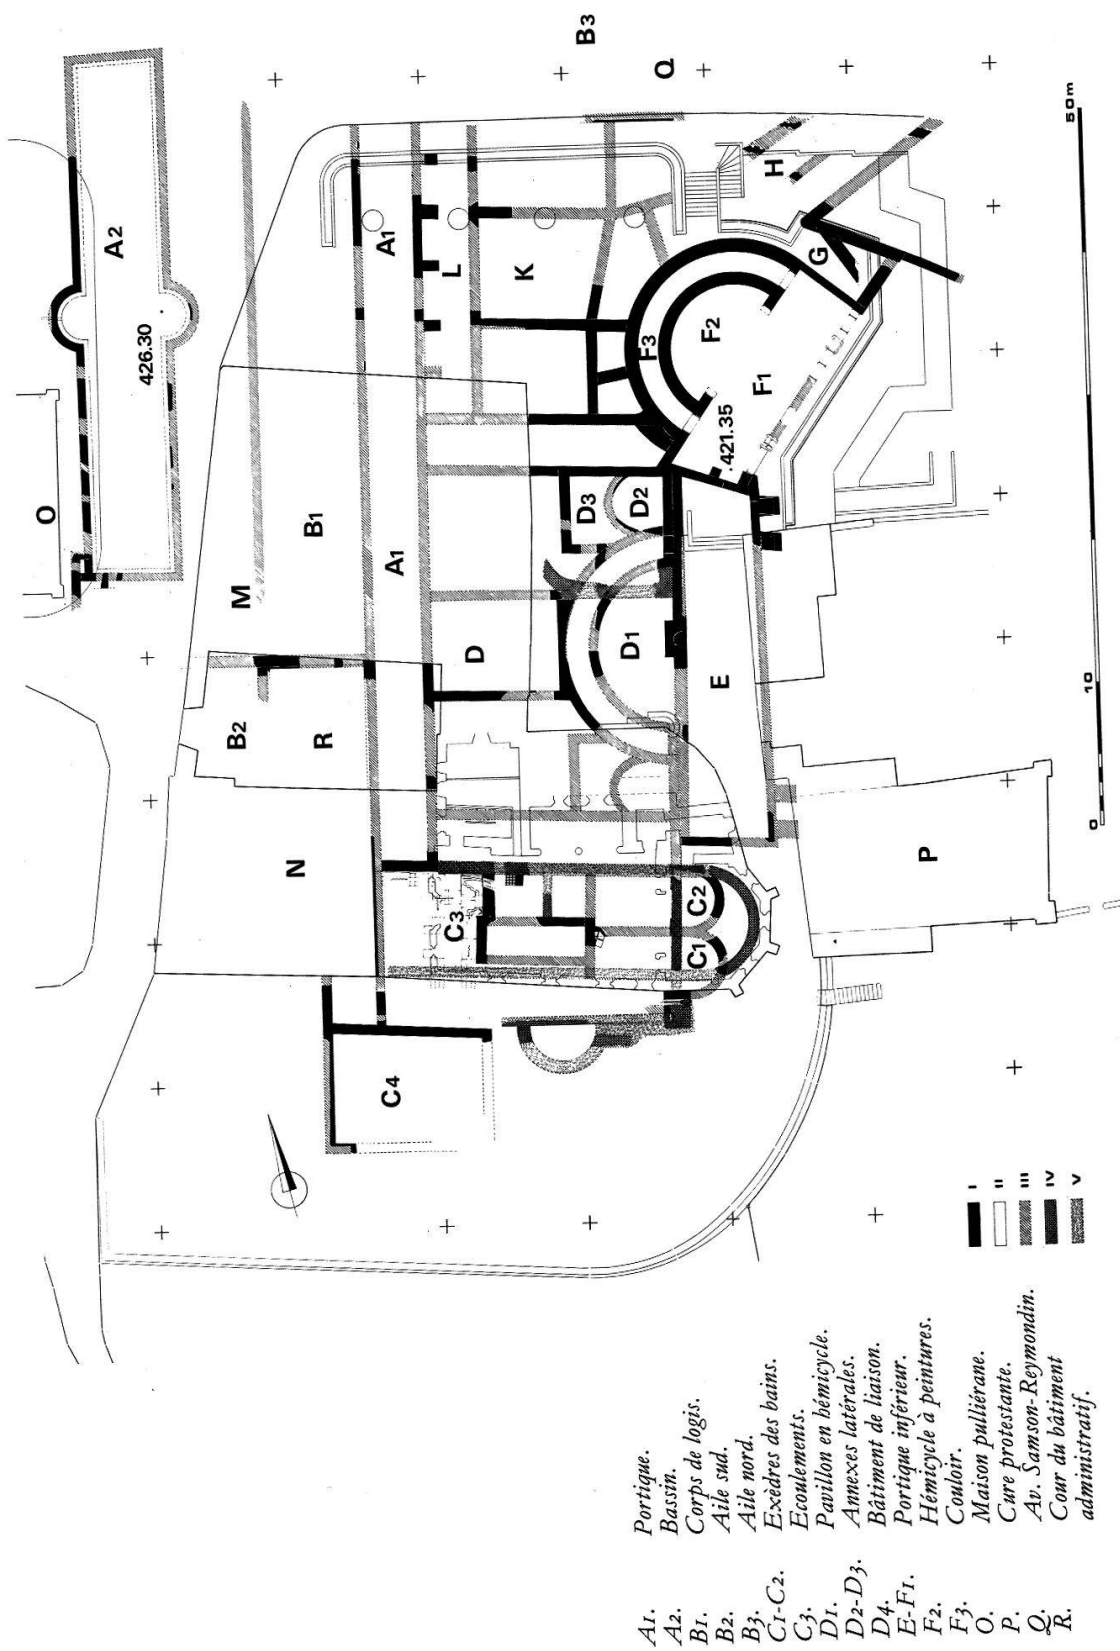 A1. Portique.
A2. Bassin.
B1. Corps de logis.
B2. Aile sud.
B3. Aile nord.
C1-C2. Exèdres des bains.
C3. Ecoulements.
D1. Pavillon en hémicycle.
D2-D3. Annexes latérales.
D4. Bâtiment de liaison.
E-F1. Portique inférieur.
F2. Hémicycle à peintures.
F3. Couloir.
O. Maison pulliérane.
P. Cure protestante.
Q. Av. Samson-Reymondin.
R. Cour du bâtiment
administratif.
I
II
III
IV
V
C4
N
B2
R
C3
C1
C2
P
0
10
50m
M
B1
A1
D
D1
D3
D2
E
O
426.30
A2
A1
L
K
F3
F2
F1
.421.35
G
H
B3
Q